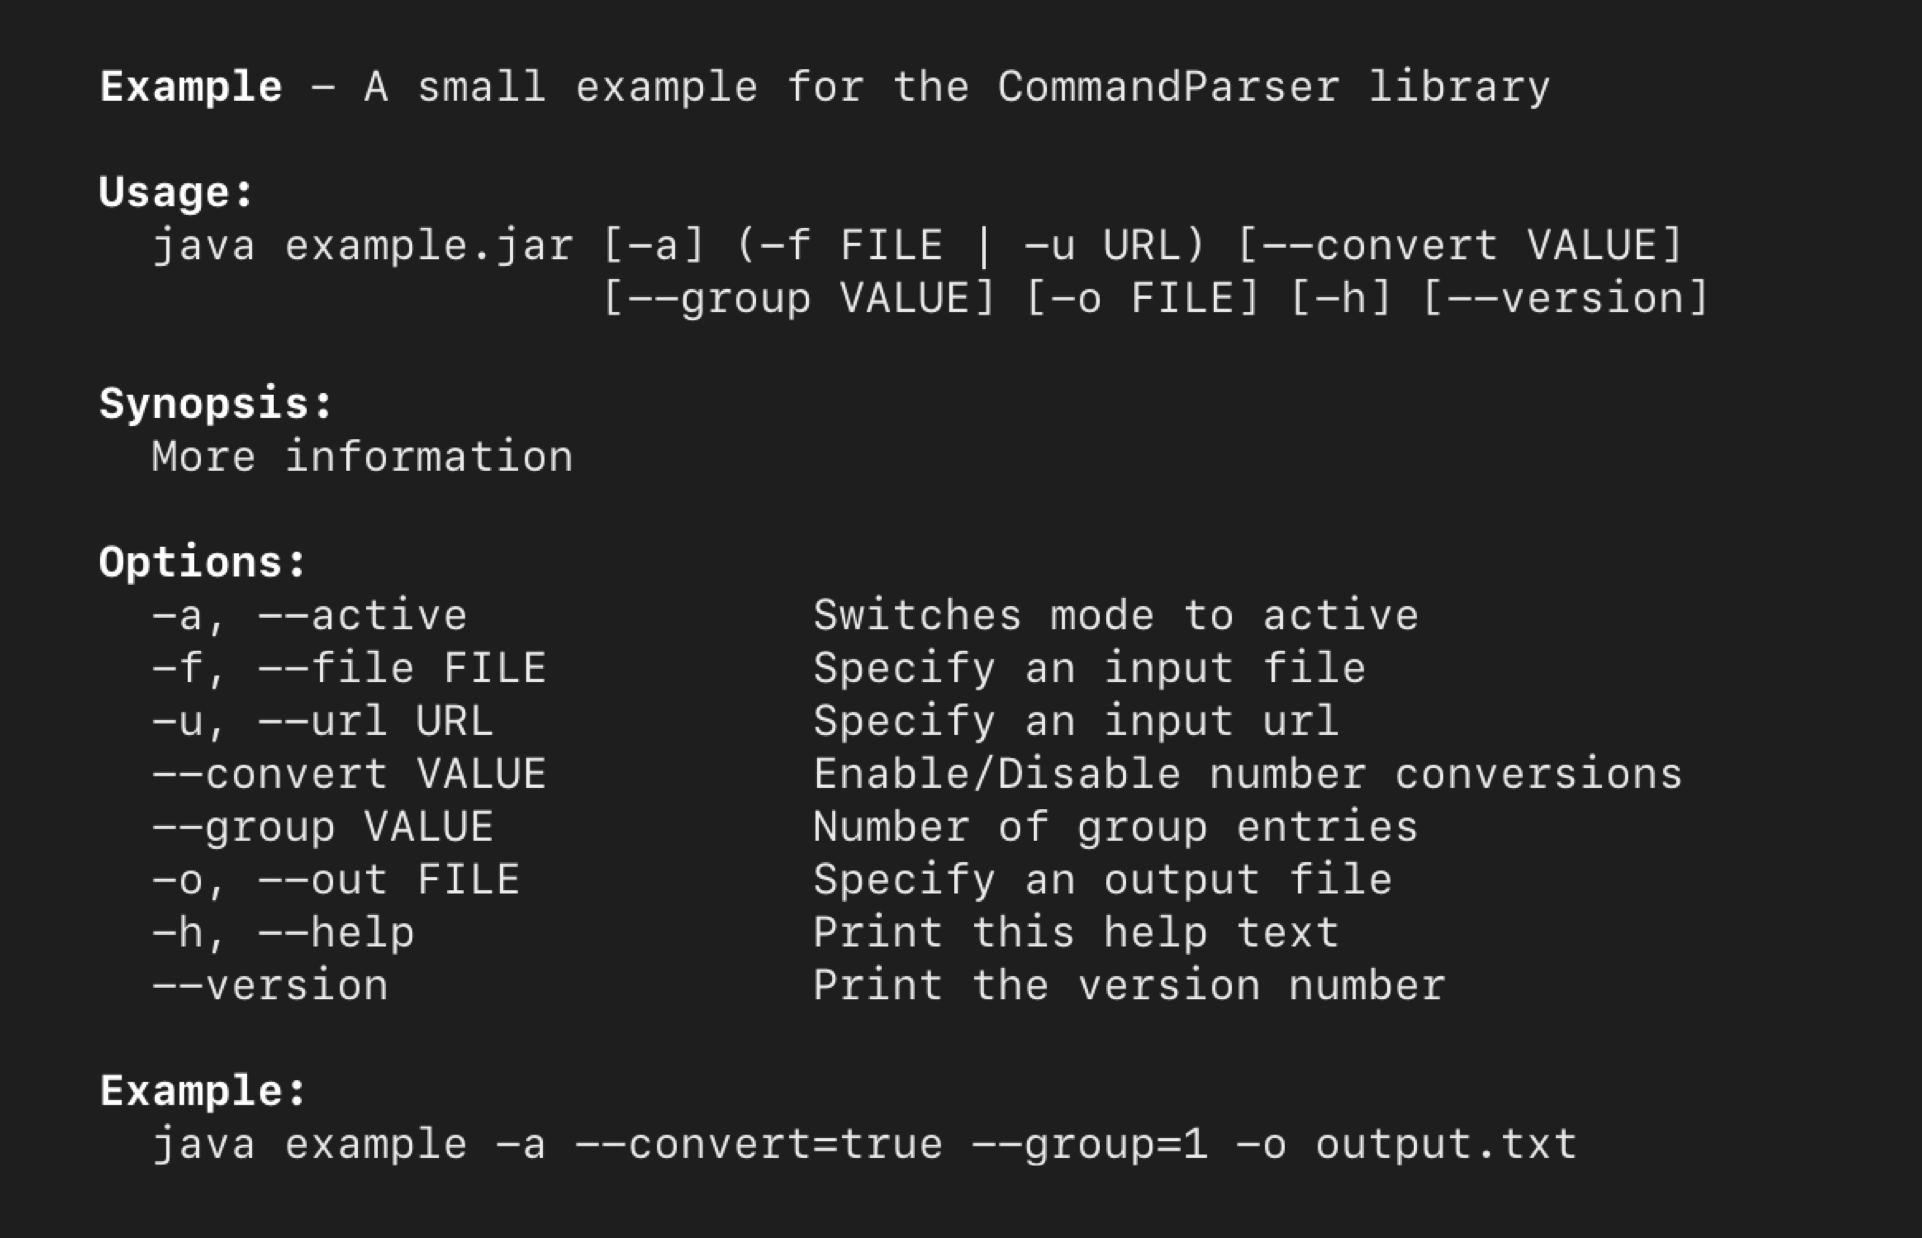 Example - A small example for the CommandParser library
Usage:
java example.jar [-a] (-f FILE | -u URL) [--convert VALUE]
[--group VALUE] [-o FILE] [-h] [--version]
Synopsis:
More information
Options:
-a, --active Switches mode to active
-f, --file FILE Specify an input file
-u, --url URL Specify an input url
--convert VALUE Enable/Disable number conversions
--group VALUE Number of group entries
-o, --out FILE Specify an output file
-h, --help Print this help text
--version Print the version number
Example:
java example -a --convert=true --group=1 -o output.txt